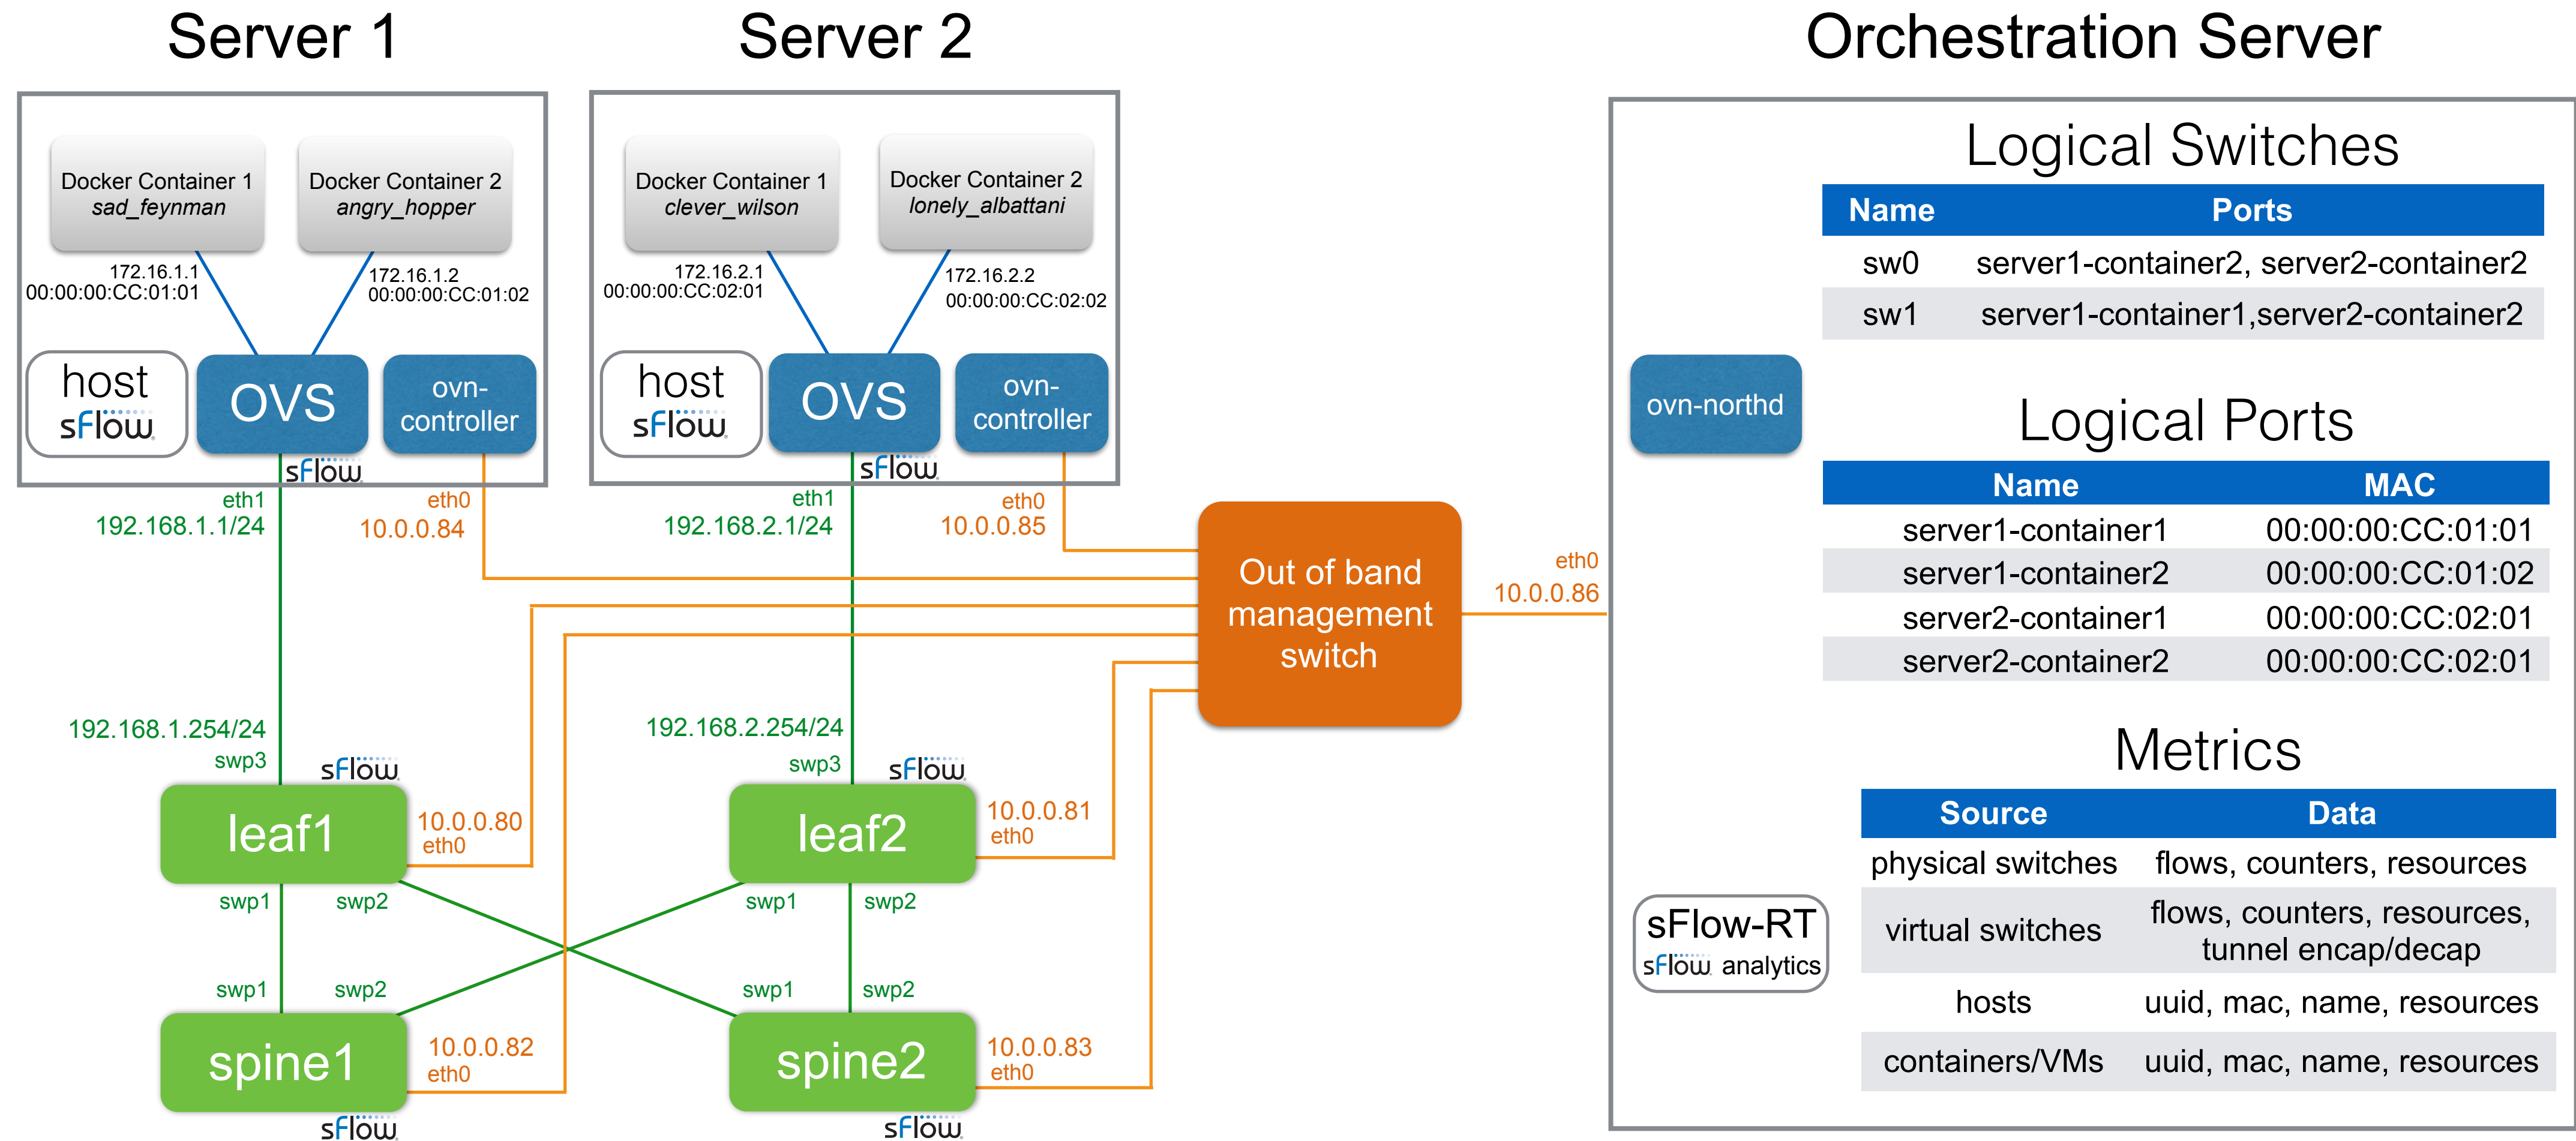 Server 1
Server 2
Orchestration Server
Docker Container 1
sad_feynman
Docker Container 2
angry_hopper
172.16.1.1
00:00:00:CC:01:01
172.16.1.2
00:00:00:CC:01:02
host
sFlow
OVS
ovn-
controller
sFlow
Docker Container 1
clever_wilson
Docker Container 2
lonely_albattani
172.16.2.1
00:00:00:CC:02:01
172.16.2.2
00:00:00:CC:02:02
host
sFlow
OVS
ovn-
controller
sFlow
eth1
192.168.1.1/24
eth0
10.0.0.84
eth1
192.168.2.1/24
eth0
10.0.0.85
Out of band
management
switch
eth0
10.0.0.86
192.168.1.254/24
swp3
sFlow
leaf1
10.0.0.80
eth0
swp1
swp2
192.168.2.254/24
swp3
sFlow
leaf2
10.0.0.81
eth0
swp1
swp2
swp1
swp2
spine1
10.0.0.82
eth0
sFlow
swp1
swp2
spine2
10.0.0.83
eth0
sFlow
ovn-northd
Logical Switches
Name Ports
sw0 server1-container2, server2-container2
sw1 server1-container1,server2-container2
Logical Ports
Name MAC
server1-container1 00:00:00:CC:01:01
server1-container2 00:00:00:CC:01:02
server2-container1 00:00:00:CC:02:01
server2-container2 00:00:00:CC:02:01
sFlow-RT
sFlow analytics
Metrics
Source Data
physical switches flows, counters, resources
virtual switches flows, counters, resources,
tunnel encap/decap
hosts uuid, mac, name, resources
containers/VMs uuid, mac, name, resources